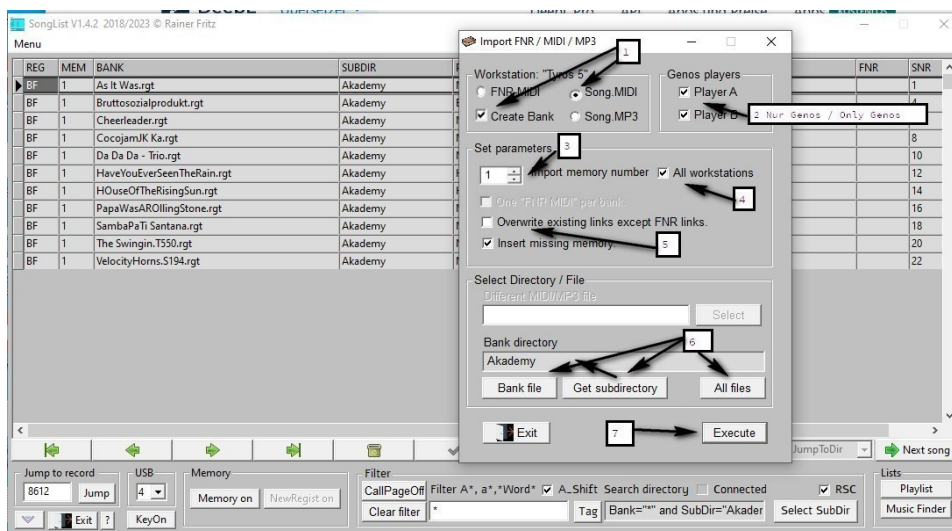 SongList V1.4.2 2018/2023 © Rainer Fritz
Menu
REG MEM BANK SUBDIR FNR SNR
BF 1 As It Was.rgt Akademy 1
BF 1 Bruttosozialprodukt.rgt Akademy 4
BF 1 Cheerleader.rgt Akademy
BF 1 CocojamJK Ka.rgt Akademy 8
BF 1 Da Da Da - Trio.rgt Akademy 10
BF 1 HaveYouEverSeenTheRain.rgt Akademy 12
BF 1 HOuseOfTheRisingSun.rgt Akademy 14
BF 1 PapaWasAROllingStone.rgt Akademy 16
BF 1 SambaPaTi Santana.rgt Akademy 18
BF 1 The Swingin.T550.rgt Akademy 20
BF 1 VelocityHorns.S194.rgt Akademy 22
Import FNR / MIDI / MP3
1
Workstation: "Tyros 5"
FNR-MIDI Song.MIDI
Create Bank Song.MP3
Genos players
Player A
Player B
2 Nur Genos / Only Genos
Set parameters
3
1 Import memory number All workstations
4
One "FNR MIDI" per bank.
Overwrite existing links except FNR links.
5
Insert missing memory.
Select Directory / File
Different MIDI/MP3 file
Select
Bank directory
6
Akademy
Bank file Get subdirectory All files
Exit 7 Execute
JumpToDir Next song
Jump to record
8612 Jump
Exit ?
USB
4
KeyOn
Memory
Memory on NewRegist on
Filter
CallPageOff Filter A*, a*,*Word* A_Shift Search directory Connected RSC
Clear filter * Tag Bank="*" and SubDir="Akader Select SubDir
Lists
Playlist
Music Finder